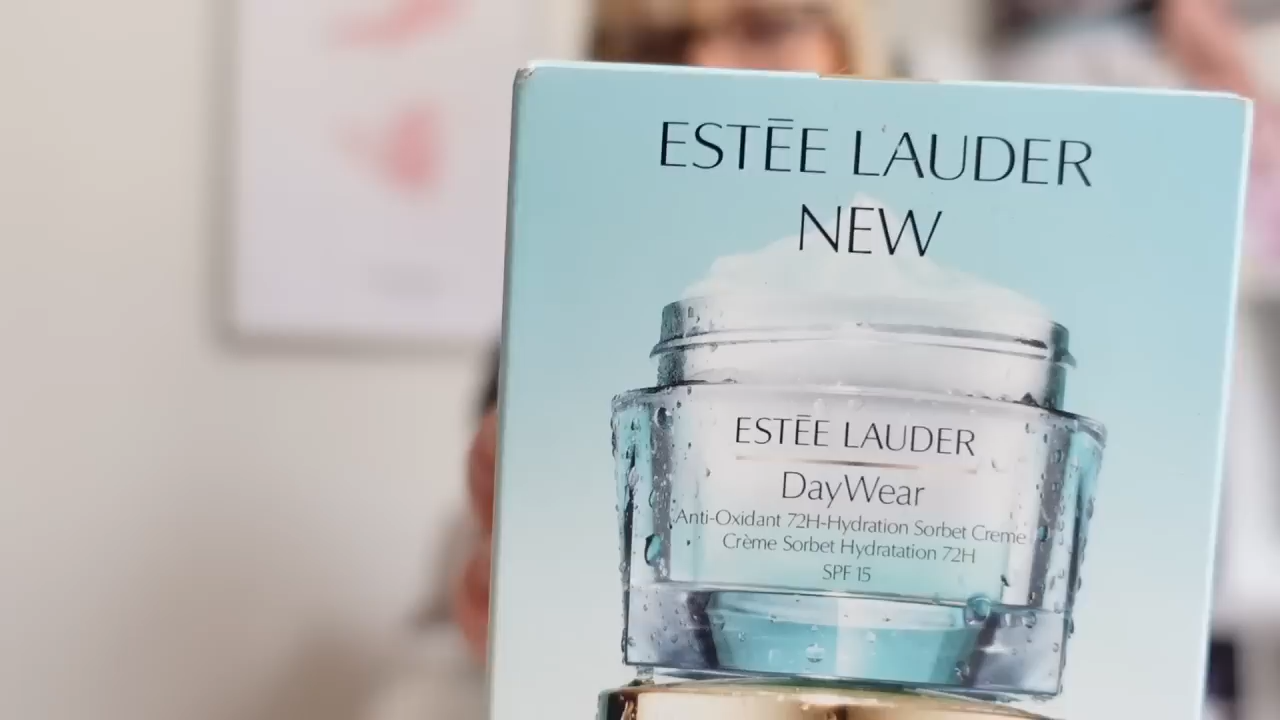 ESTĒE LAUDER
NEW
ESTĒE LAUDER
DayWear
Anti-Oxidant 72H-Hydration Sorbet Creme
Crème Sorbet Hydratation 72H
SPF 15